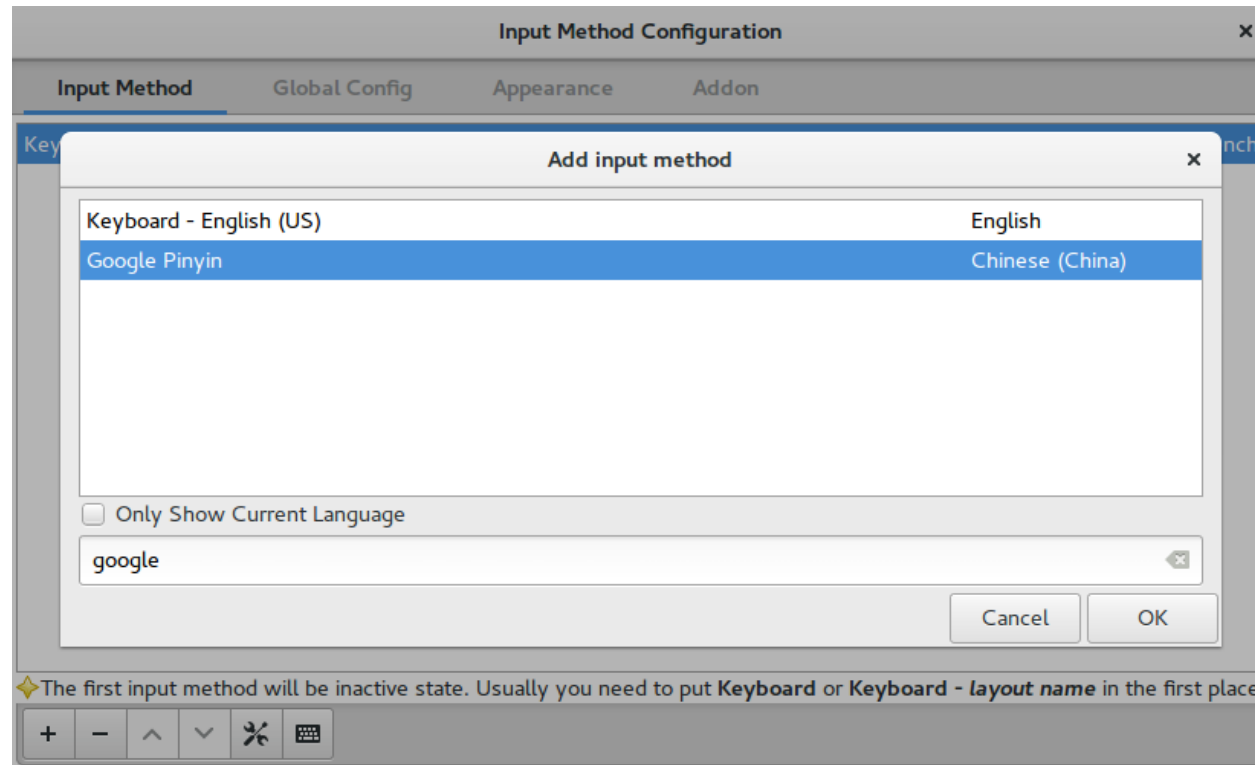 Input Method Configuration
Input Method Global Config Appearance Addon
Add input method
Keyboard - English (US) English
Google Pinyin Chinese (China)
Only Show Current Language
google
Cancel OK
The first input method will be inactive state. Usually you need to put Keyboard or Keyboard - layout name in the first place